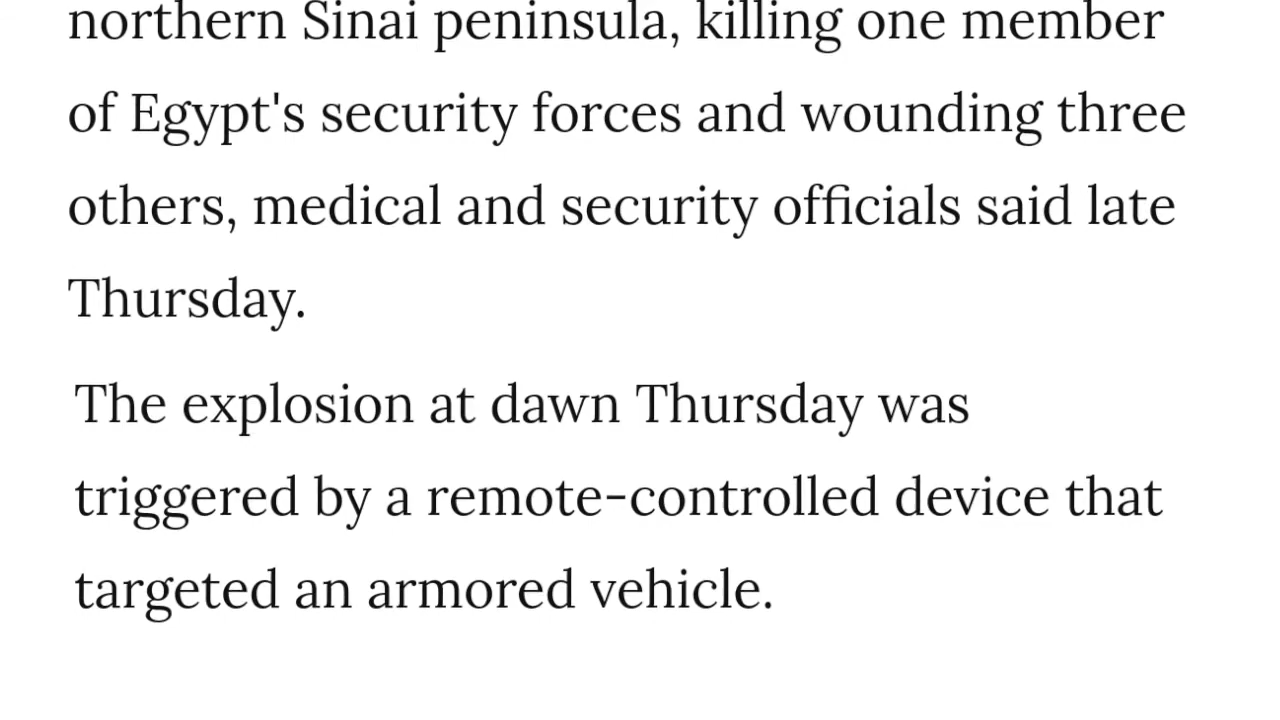 northern Sinai peninsula, killing one member
of Egypt's security forces and wounding three
others, medical and security officials said late
Thursday.
The explosion at dawn Thursday was
triggered by a remote-controlled device that
targeted an armored vehicle.